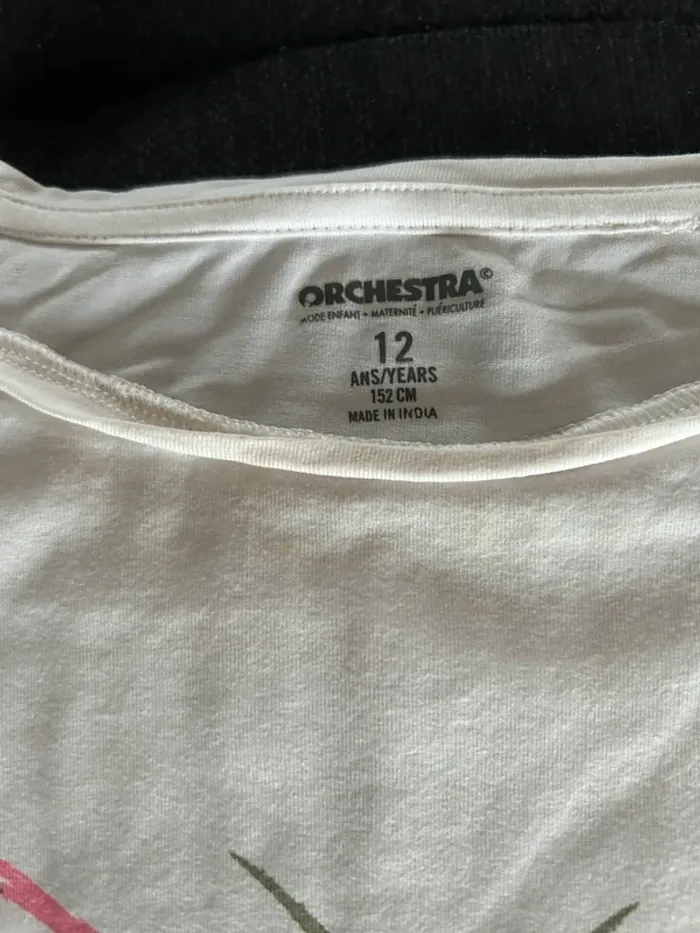 ORCHESTRA©
MODE ENFANT • MATERNITÉ • PUÉRICULTURE
12
ANS/YEARS
152 CM
MADE IN INDIA